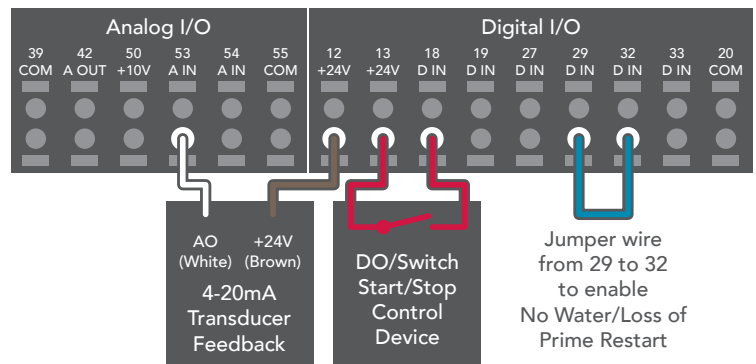 Analog I/O
Digital I/O
39 42 50 53 54 55 12 13 18 19 27 29 32 33 20
COM A OUT +10V A IN A IN COM +24V +24V D IN D IN D IN D IN D IN D IN COM
AO +24V
(White) (Brown)
4-20mA
Transducer
Feedback
DO/Switch
Start/Stop
Control
Device
Jumper wire
from 29 to 32
to enable
No Water/Loss of
Prime Restart